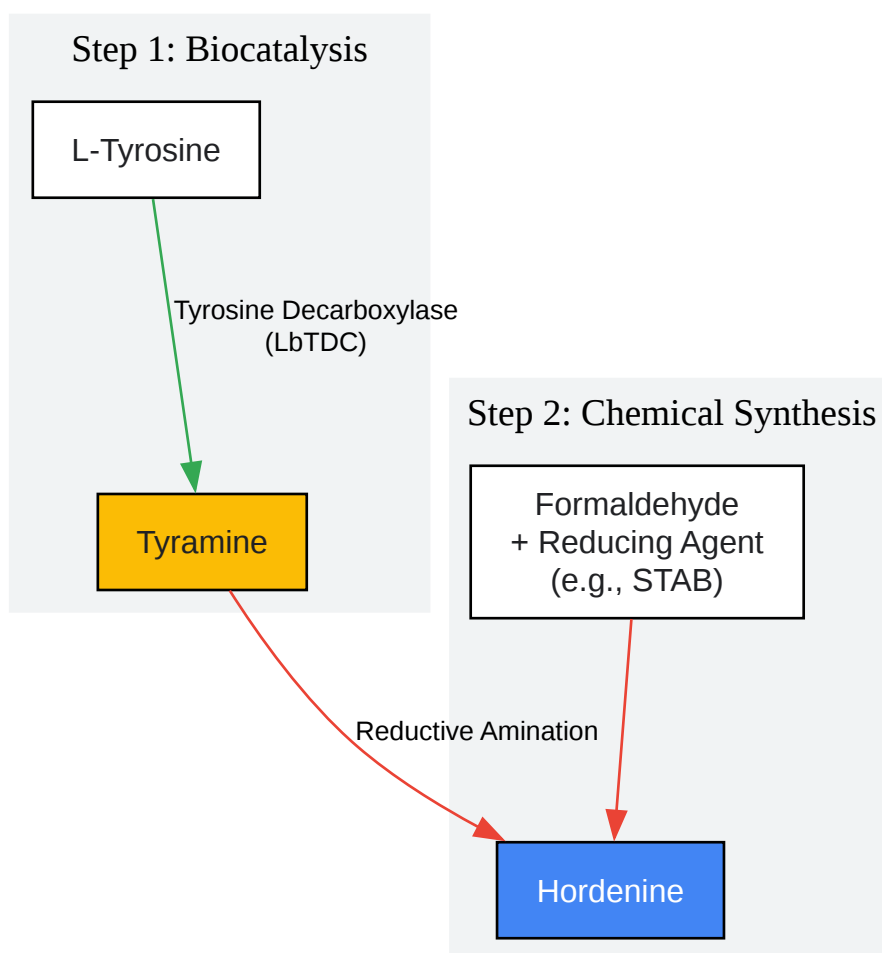 Step 1: Biocatalysis
L-Tyrosine
Tyrosine Decarboxylase
(LbTDC)
Tyramine
Step 2: Chemical Synthesis
Formaldehyde
+ Reducing Agent
(e.g., STAB)
Reductive Amination
Hordenine